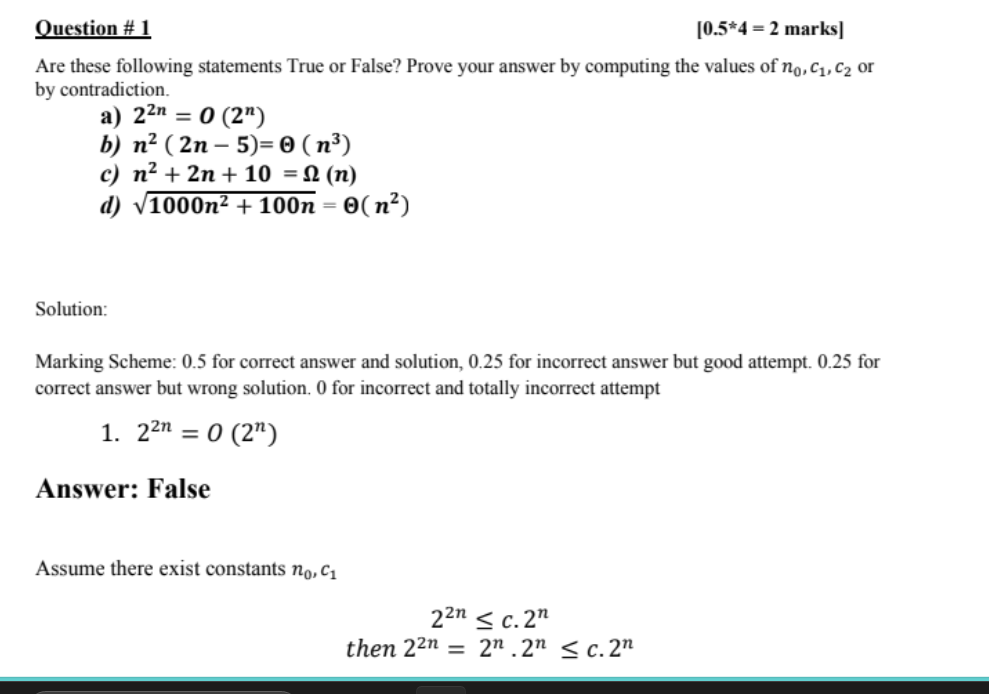 Question # 1 [0.5*4 = 2 marks]
Are these following statements True or False? Prove your answer by computing the values of n₀, c₁, c₂ or
by contradiction.
a) 2²ⁿ = O (2ⁿ)
b) n² ( 2n – 5)= Θ ( n³)
c) n² + 2n + 10 = Ω (n)
d) √1000n² + 100n = Θ( n²)
Solution:
Marking Scheme: 0.5 for correct answer and solution, 0.25 for incorrect answer but good attempt. 0.25 for
correct answer but wrong solution. 0 for incorrect and totally incorrect attempt
1. 2²ⁿ = O (2ⁿ)
Answer: False
Assume there exist constants n₀, c₁
2²ⁿ ≤ c. 2ⁿ
then 2²ⁿ = 2ⁿ . 2ⁿ ≤ c. 2ⁿ